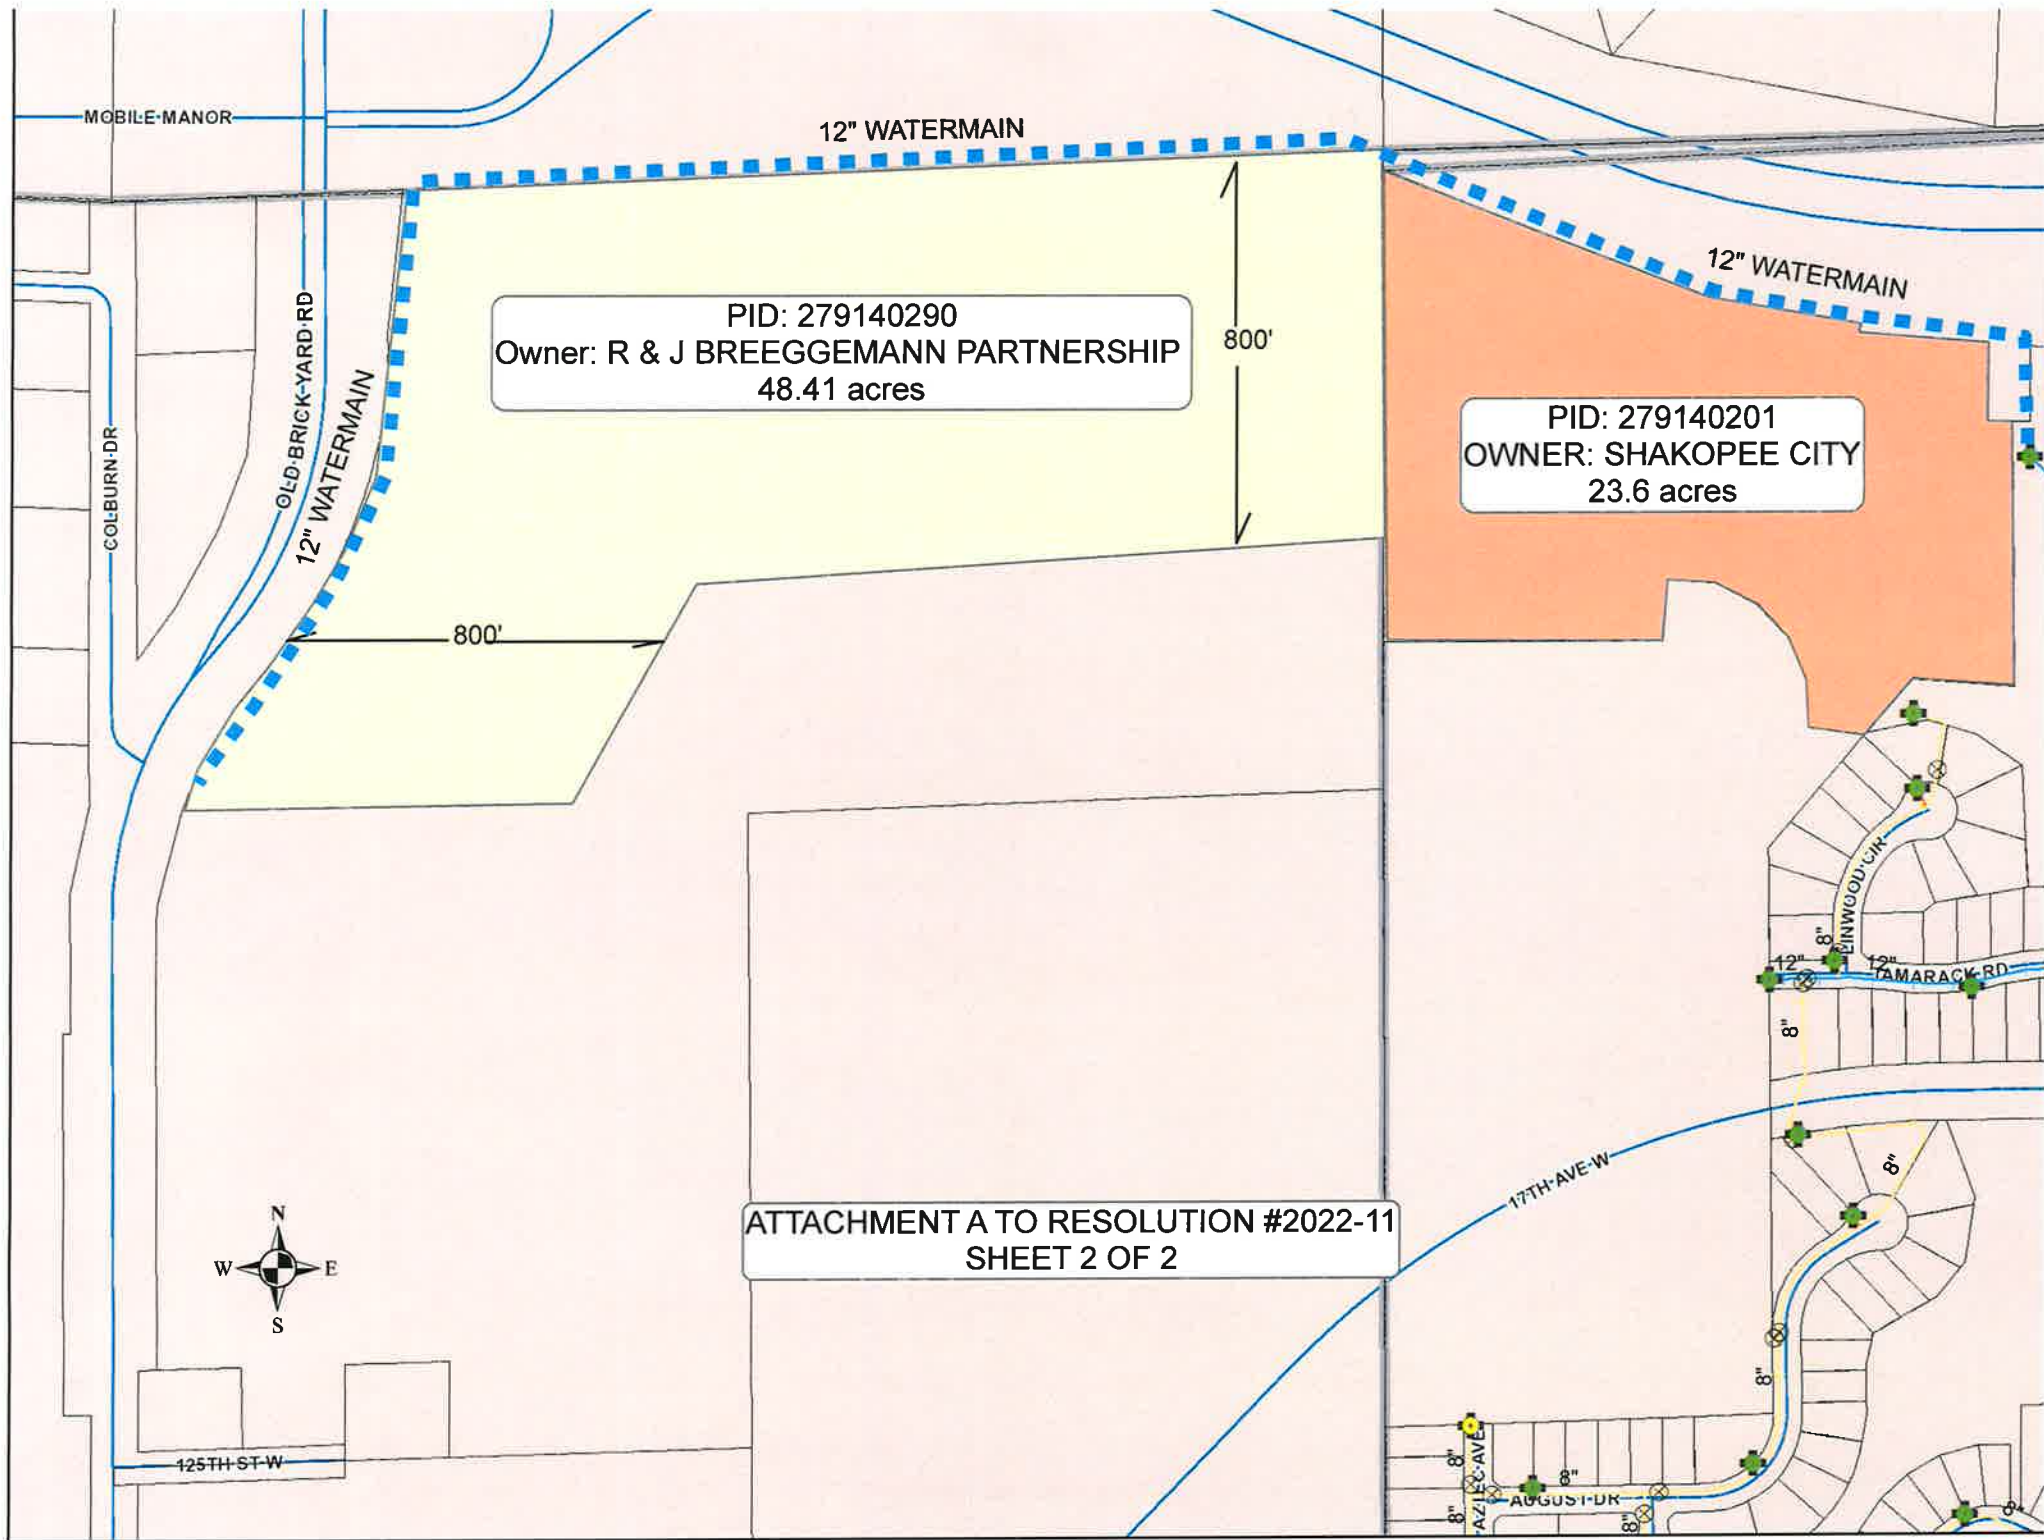 MOBILE MANOR
12" WATERMAIN
12" WATERMAIN
PID: 279140290
Owner: R & J BREEGGEMANN PARTNERSHIP
48.41 acres
800'
OLD BRICK YARD RD
12" WATERMAIN
COLBURN DR
PID: 279140201
OWNER: SHAKOPEE CITY
23.6 acres
800'
LINWOOD CIR
8"
12"
12"
TAMARACK RD
8"
17TH AVE W
8"
ATTACHMENT A TO RESOLUTION #2022-11
SHEET 2 OF 2
N
W
E
S
8"
125TH ST W
8"
AZTEC AVE
8"
8"
AUGUST DR
8"
8"